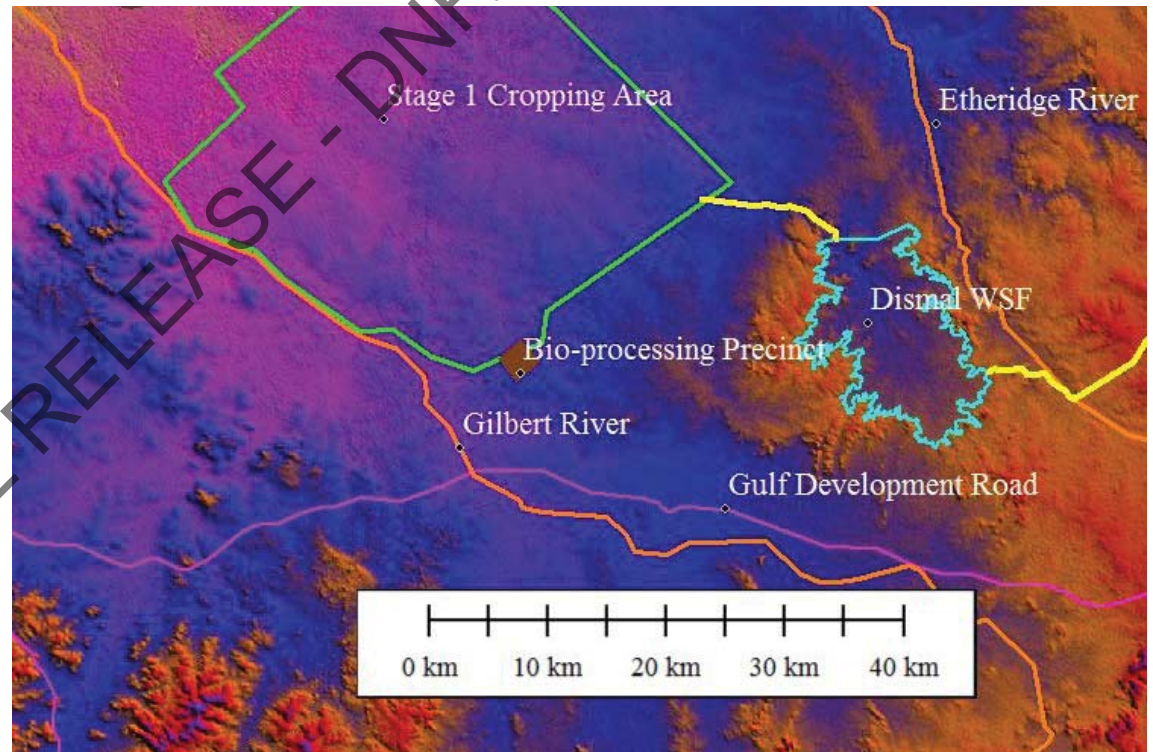 RELEASE - DNR
Stage 1 Cropping Area
Etheridge River
Dismal WSF
Bio-processing Precinct
Gilbert River
Gulf Development Road
0 km 10 km 20 km 30 km 40 km